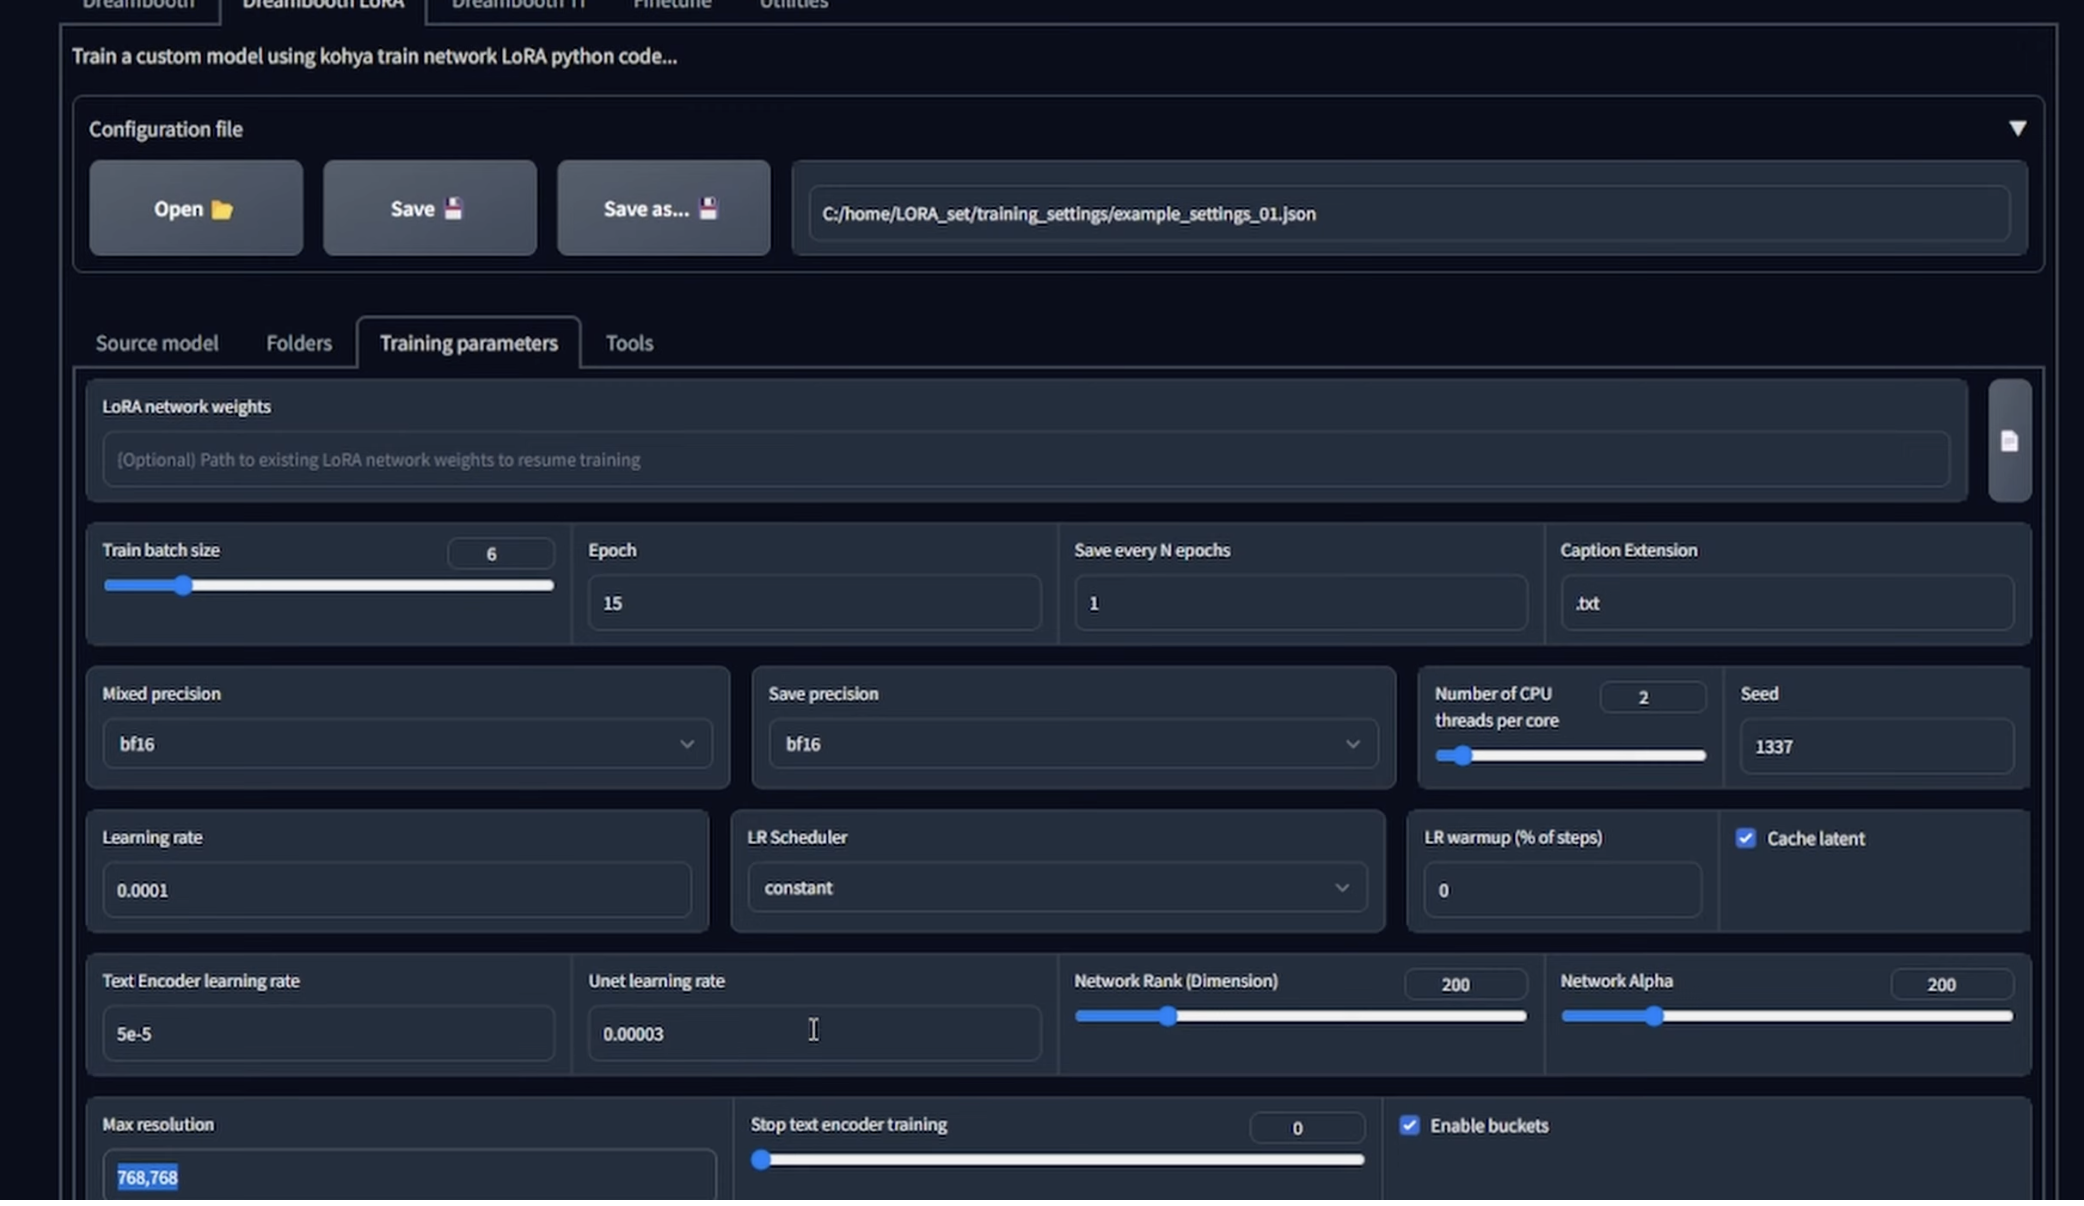 Dreambooth Dreambooth LoRA Dreambooth TI Finetune Utilities
Train a custom model using kohya train network LoRA python code...
Configuration file
Open Save Save as... C:/home/LORA_set/training_settings/example_settings_01.json
Source model Folders Training parameters Tools
LoRA network weights
(Optional) Path to existing LoRA network weights to resume training
Train batch size 6 Epoch Save every N epochs Caption Extension
15 1 .txt
Mixed precision Save precision Number of CPU threads per core 2 Seed
bf16 bf16 1337
Learning rate LR Scheduler LR warmup (% of steps) Cache latent
0.0001 constant 0
Text Encoder learning rate Unet learning rate Network Rank (Dimension) 200 Network Alpha 200
5e-5 0.00003
Max resolution Stop text encoder training 0 Enable buckets
768,768